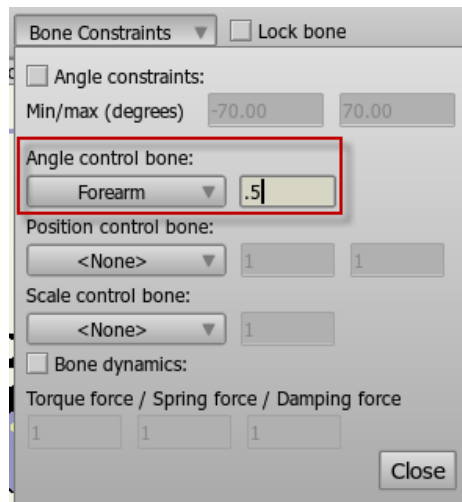 Bone Constraints Lock bone
Angle constraints:
Min/max (degrees) -70.00 70.00
Angle control bone:
Forearm .5
Position control bone:
<None> 1 1
Scale control bone:
<None> 1
Bone dynamics:
Torque force / Spring force / Damping force
1 1 1
Close